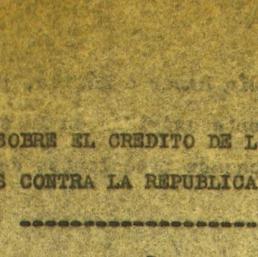 SOBRE EL CREDITO DE L
S CONTRA LA REPUBLICA